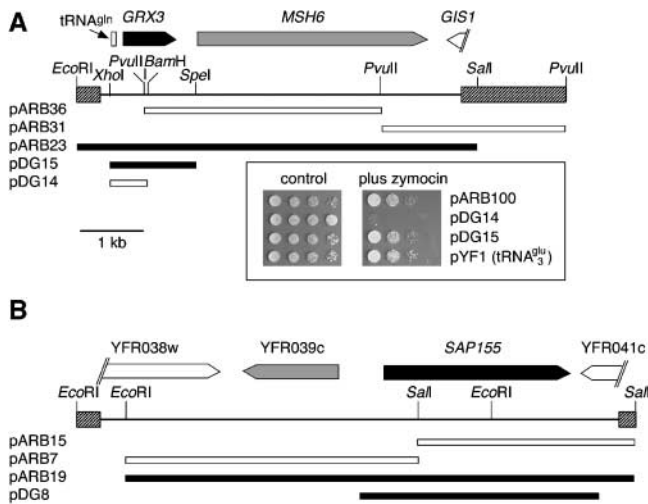 A
tRNAgln GRX3 MSH6 GIS1
EcoRI XhoI PvuII BamH SpeI PvuII SalI PvuII
pARB36
pARB31
pARB23
pDG15
pDG14
1 kb
control plus zymocin
pARB100
pDG14
pDG15
pYF1 (tRNAglu3)
B
YFR038w YFR039c SAP155 YFR041c
EcoRI EcoRI SalI EcoRI SalI
pARB15
pARB7
pARB19
pDG8